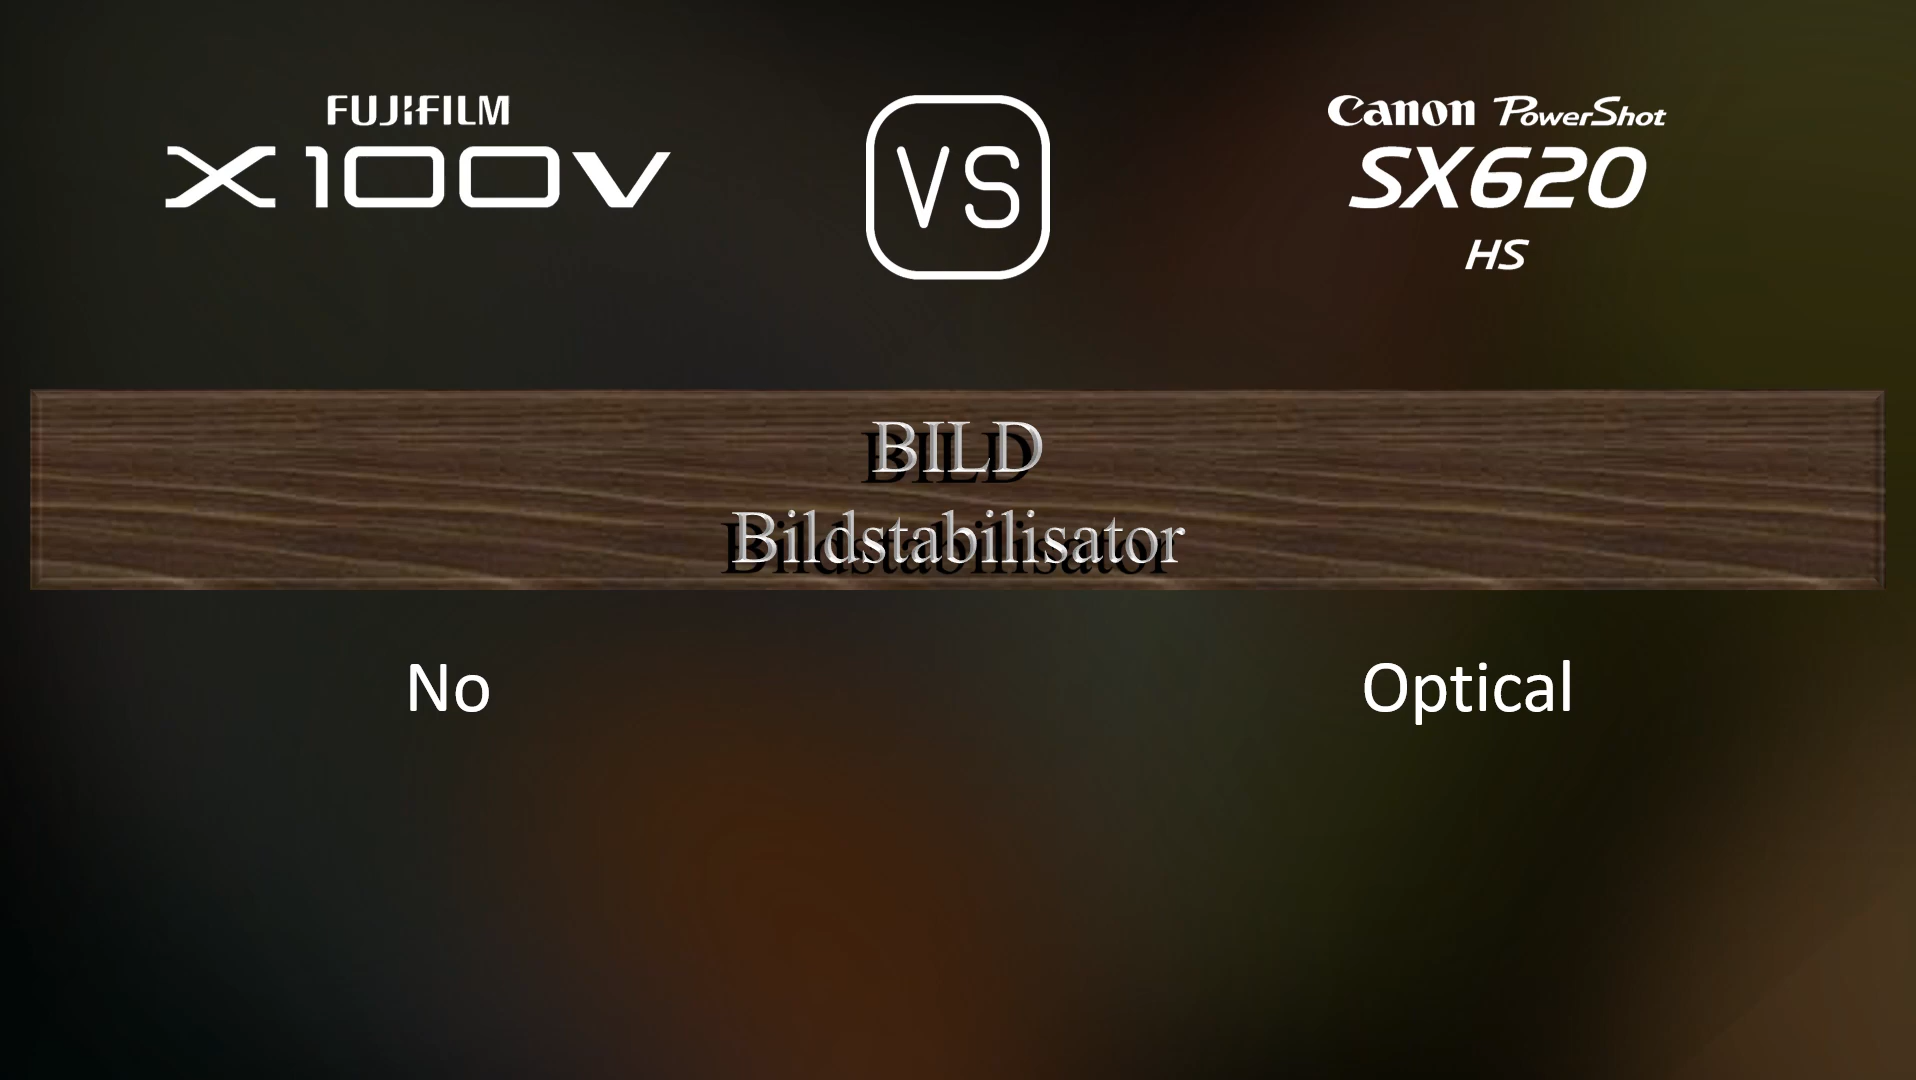 FUJIFILM
X100V
VS
Canon PowerShot
SX620
HS
BILD
Bildstabilisator
No
Optical